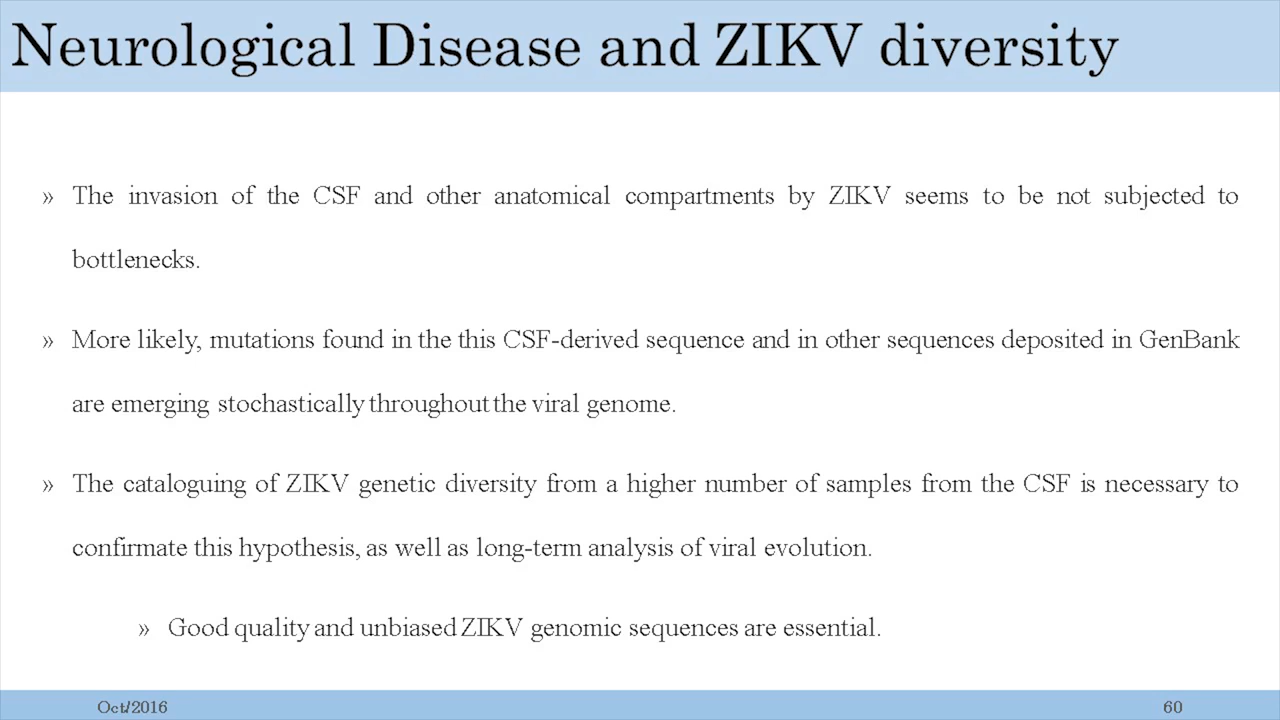 Neurological Disease and ZIKV diversity
» The invasion of the CSF and other anatomical compartments by ZIKV seems to be not subjected to
bottlenecks.
» More likely, mutations found in the this CSF-derived sequence and in other sequences deposited in GenBank
are emerging stochastically throughout the viral genome.
» The cataloguing of ZIKV genetic diversity from a higher number of samples from the CSF is necessary to
confirmate this hypothesis, as well as long-term analysis of viral evolution.
» Good quality and unbiased ZIKV genomic sequences are essential.
Oct/2016
60